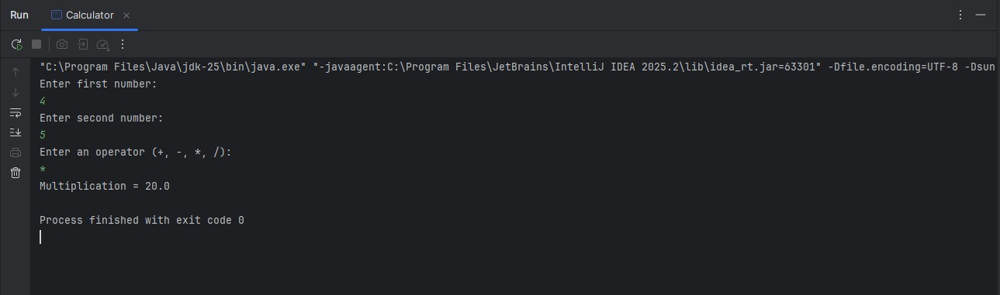 Run
Calculator
"C:\Program Files\Java\jdk-25\bin\java.exe" "-javaagent:C:\Program Files\JetBrains\IntelliJ IDEA 2025.2\lib\idea_rt.jar=63301" -Dfile.encoding=UTF-8 -Dsun
Enter first number:
4
Enter second number:
5
Enter an operator (+, -, *, /):
*
Multiplication = 20.0
Process finished with exit code 0